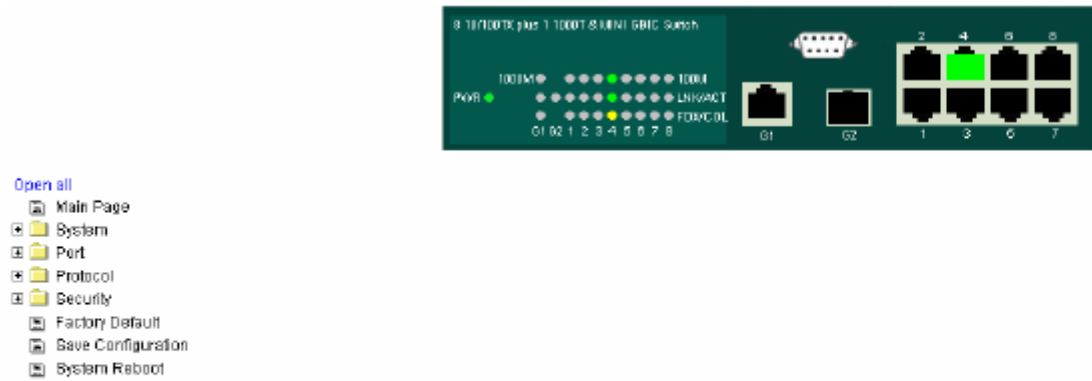 8 10/100TX plus 1 1000T & MINI GBIC Switch
2 4 6 8
1000M 100M
PWR LNK/ACT
FDX/COL
G1 G2 1 2 3 4 5 6 7 8
G1 G2 1 3 5 7
Open all
Main Page
System
Port
Protocol
Security
Factory Default
Save Configuration
System Reboot